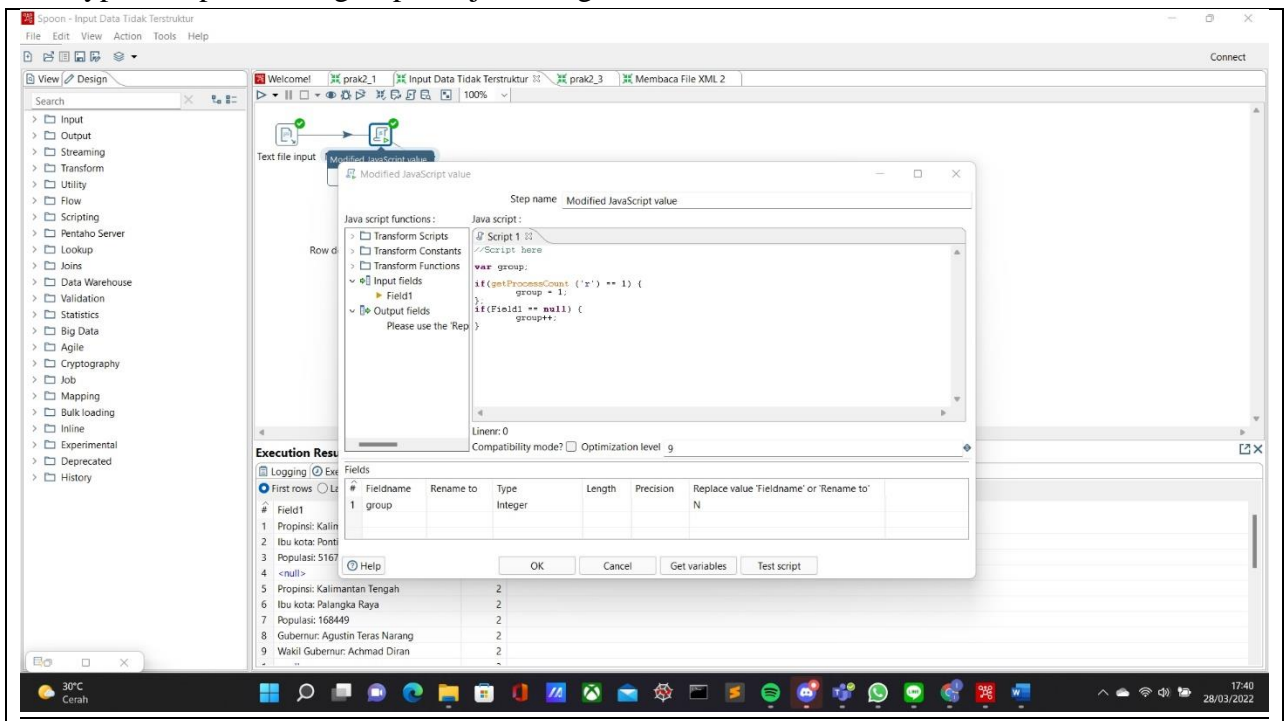 Spoon - Input Data Tidak Terstruktur
File Edit View Action Tools Help
Connect
View Design
Welcome! prak2_1 Input Data Tidak Terstruktur prak2_3 Membaca File XML 2
Search
100%
Input
Output
Streaming
Transform
Utility
Flow
Scripting
Pentaho Server
Lookup
Joins
Data Warehouse
Validation
Statistics
Big Data
Agile
Cryptography
Job
Mapping
Bulk loading
Inline
Experimental
Deprecated
History
Text file input
Modified JavaScript value
Row d
Modified JavaScript value
Step name Modified JavaScript value
Java script functions :
Transform Scripts
Transform Constants
Transform Functions
Input fields
Field1
Output fields
Please use the 'Rep
Java script :
Script 1
//Script here
var group;
if(getProcessCount ('r') == 1) {
group = 1;
};
if(Field1 == null) {
group++;
}
Linenr: 0
Compatibility mode? Optimization level 9
Fields
# Fieldname Rename to Type Length Precision Replace value 'Fieldname' or 'Rename to'
1 group Integer N
Help OK Cancel Get variables Test script
Execution Resu
Logging Exe
First rows La
# Field1
1 Propinsi: Kalim
2 Ibu kota: Ponti
3 Populasi: 5167
4 <null>
5 Propinsi: Kalimantan Tengah 2
6 Ibu kota: Palangka Raya 2
7 Populasi: 168449 2
8 Gubernur: Agustin Teras Narang 2
9 Wakil Gubernur: Achmad Diran 2
30°C
Cerah
17:40
28/03/2022